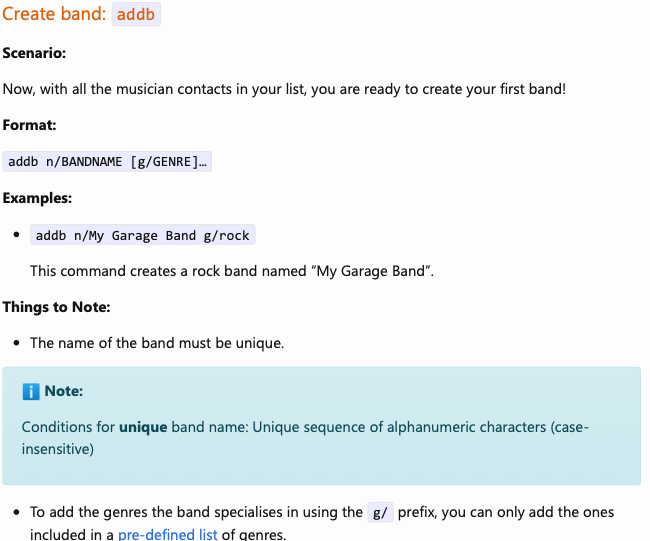 Create band: addb
Scenario:
Now, with all the musician contacts in your list, you are ready to create your first band!
Format:
addb n/BANDNAME [g/GENRE]…
Examples:
addb n/My Garage Band g/rock
This command creates a rock band named “My Garage Band”.
Things to Note:
The name of the band must be unique.
Note:
Conditions for unique band name: Unique sequence of alphanumeric characters (case-
insensitive)
To add the genres the band specialises in using the g/ prefix, you can only add the ones
included in a pre-defined list of genres.